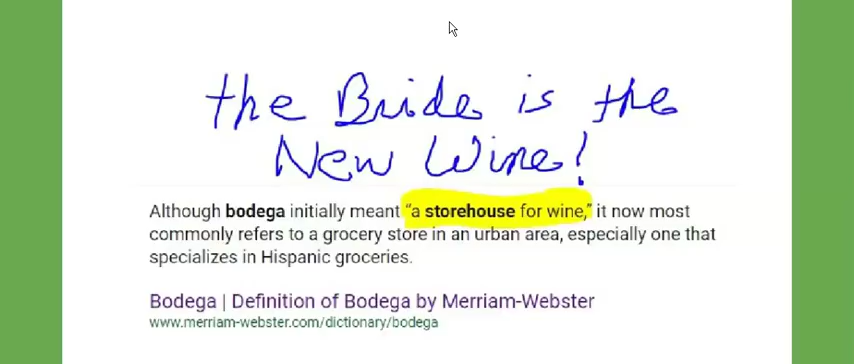 the Bride is the
New Wine!
Although bodega initially meant “a storehouse for wine,” it now most
commonly refers to a grocery store in an urban area, especially one that
specializes in Hispanic groceries.
Bodega | Definition of Bodega by Merriam-Webster
www.merriam-webster.com/dictionary/bodega